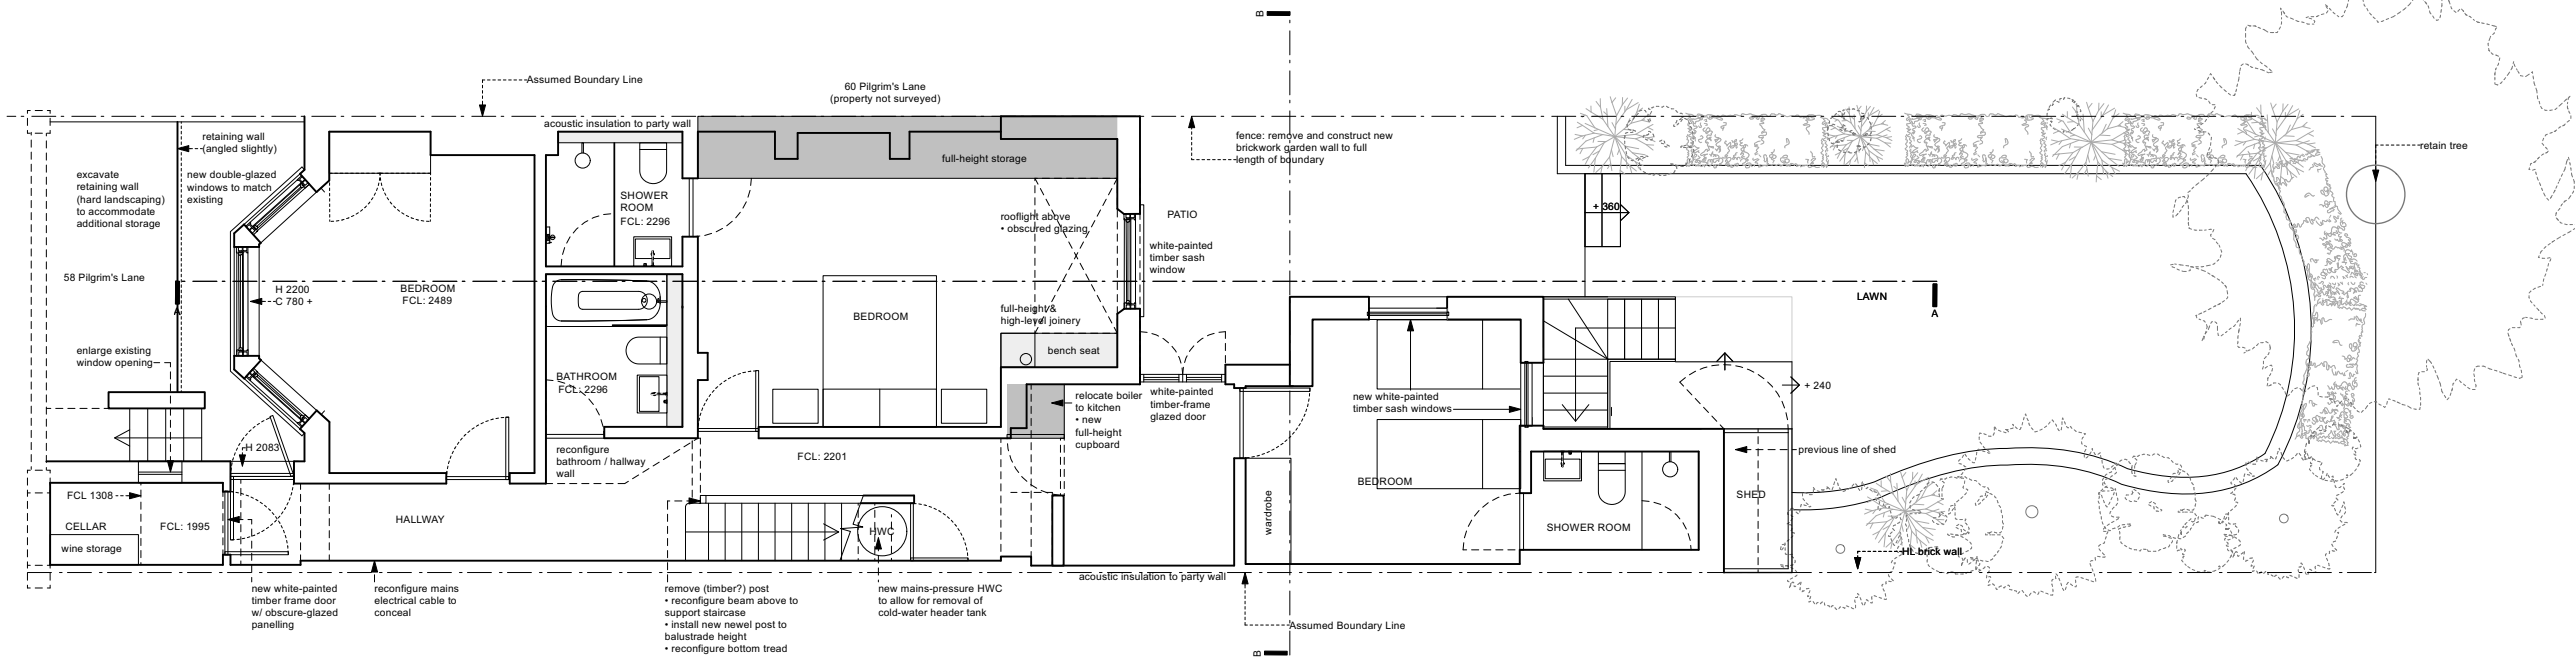 B
Assumed Boundary Line
60 Pilgrim's Lane
(property not surveyed)
acoustic insulation to party wall
retaining wall
(angled slightly)
fence: remove and construct new
brickwork garden wall to full
length of boundary
retain tree
full-height storage
excavate
retaining wall
(hard landscaping)
to accommodate
additional storage
new double-glazed
windows to match
existing
SHOWER
ROOM
FCL: 2296
rooflight above
• obscured glazing
PATIO
+ 360
white-painted
timber sash
window
58 Pilgrim's Lane
H 2200
C 780 +
BEDROOM
FCL: 2489
A
LAWN
A
full-height &
high-level joinery
BEDROOM
enlarge existing
window opening
bench seat
BATHROOM
FCL: 2296
relocate boiler
to kitchen
• new
full-height
cupboard
white-painted
timber-frame
glazed door
new white-painted
timber sash windows
+ 240
H 2083
reconfigure
bathroom / hallway
wall
FCL: 2201
previous line of shed
FCL 1308
BEDROOM
SHED
CELLAR
FCL: 1995
HALLWAY
HWC
wardrobe
SHOWER ROOM
wine storage
HL brick wall
acoustic insulation to party wall
new white-painted
timber frame door
w/ obscure-glazed
panelling
reconfigure mains
electrical cable to
conceal
remove (timber?) post
• reconfigure beam above to
support staircase
• install new newel post to
balustrade height
• reconfigure bottom tread
new mains-pressure HWC
to allow for removal of
cold-water header tank
Assumed Boundary Line
B